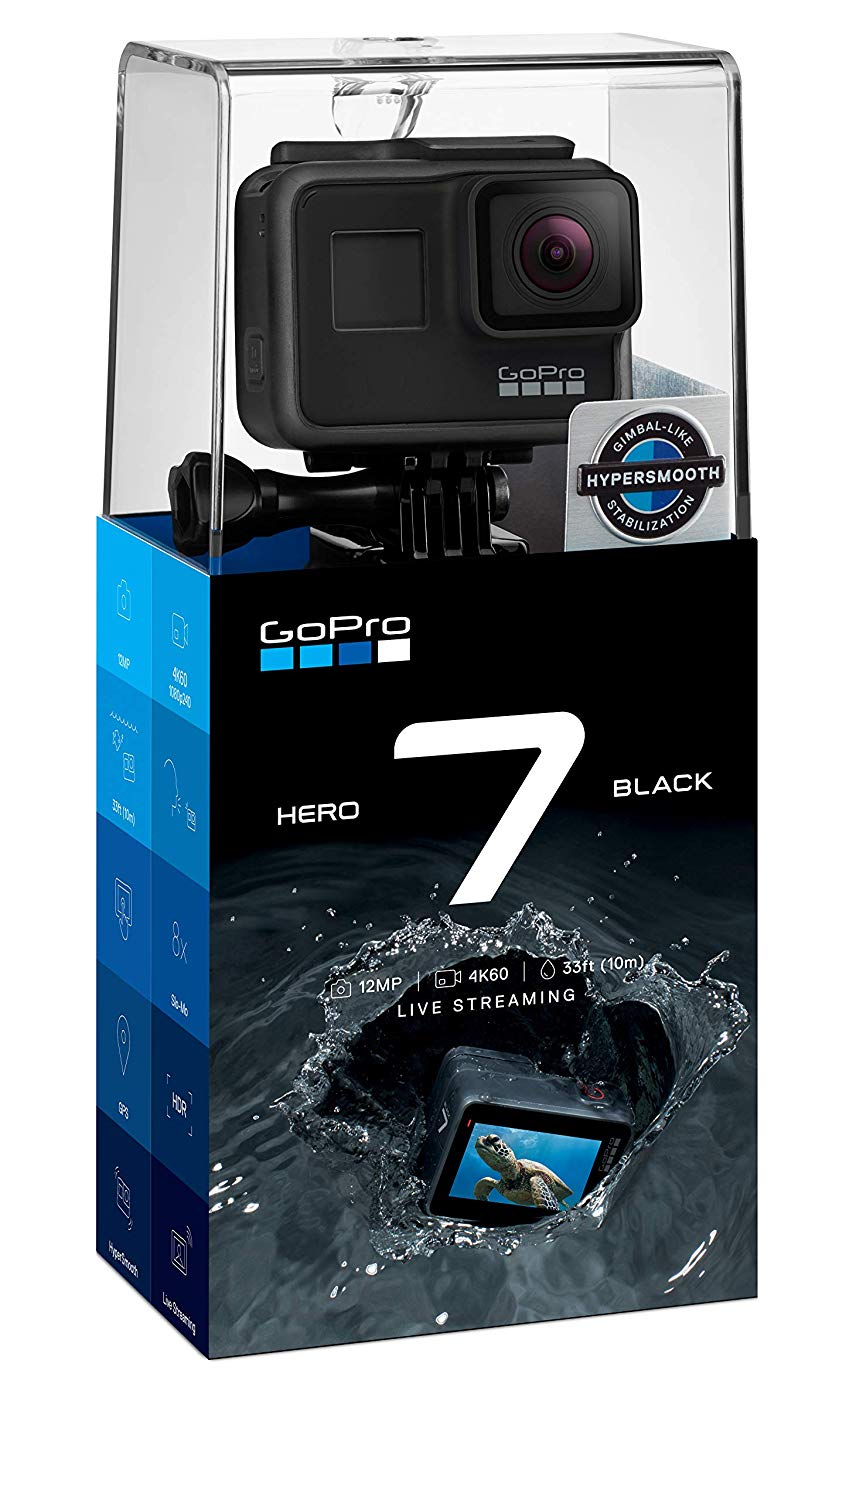 GoPro
GIMBAL-LIKE
HYPERSMOOTH
STABILIZATION
GoPro
7
HERO
BLACK
12MP | 4K60 | 33ft (10m)
LIVE STREAMING
GoPro
12MP
4K60
1080p240
33ft (10m)
8x
Slo-Mo
GPS
HDR
HyperSmooth
Live Streaming